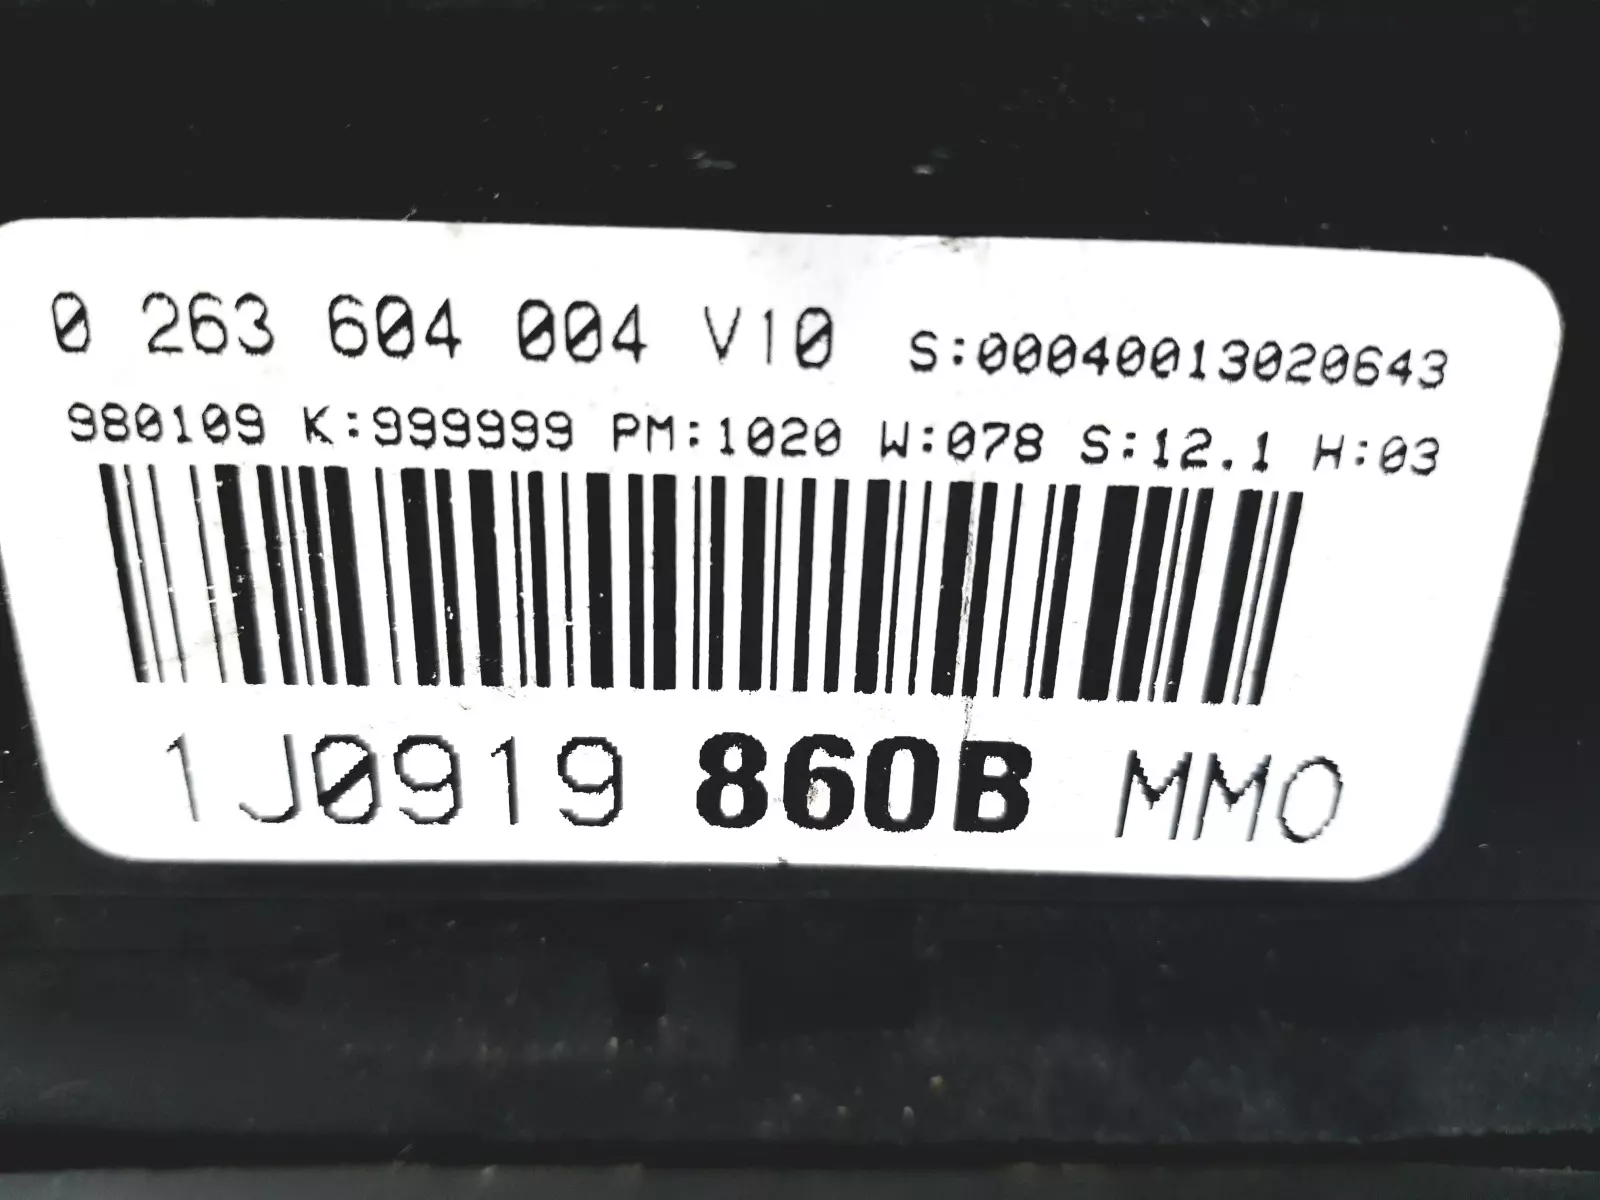 0 263 604 004 V10 S:00040013020643
980109 K:999999 PM:1020 W:078 S:12.1 H:03
1J0919 860B MMO